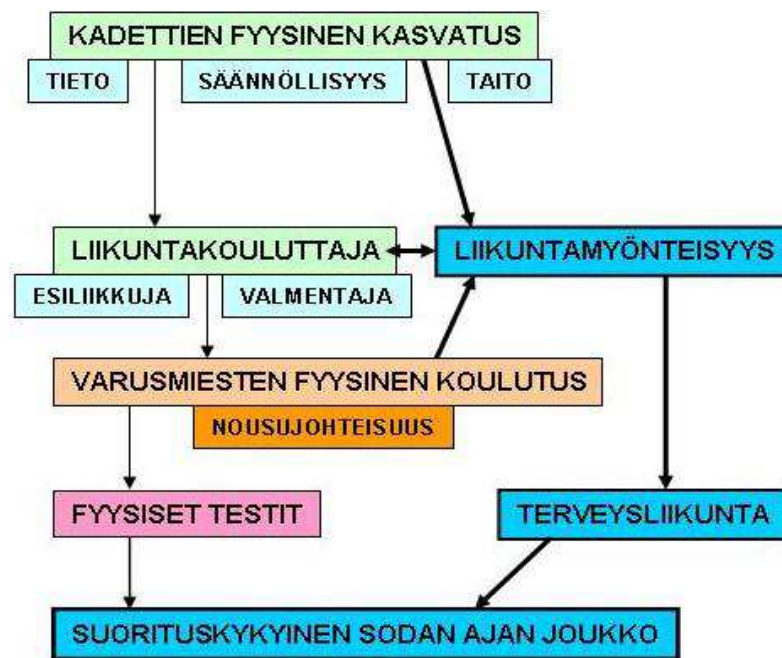 KADETTIEN FYYSINEN KASVATUS
TIETO
SÄÄNNÖLLISYYS
TAITO
LIIKUNTAKOULUTTAJA
LIIKUNTAMYÖNTEISYYS
ESILIIKKUJA
VALMENTAJA
VARUSMIESTEN FYYSINEN KOULUTUS
NOUSUJOHTEISUUS
FYYSISET TESTIT
TERVEYSLIIKUNTA
SUORITUSKYKYINEN SODAN AJAN JOUKKO